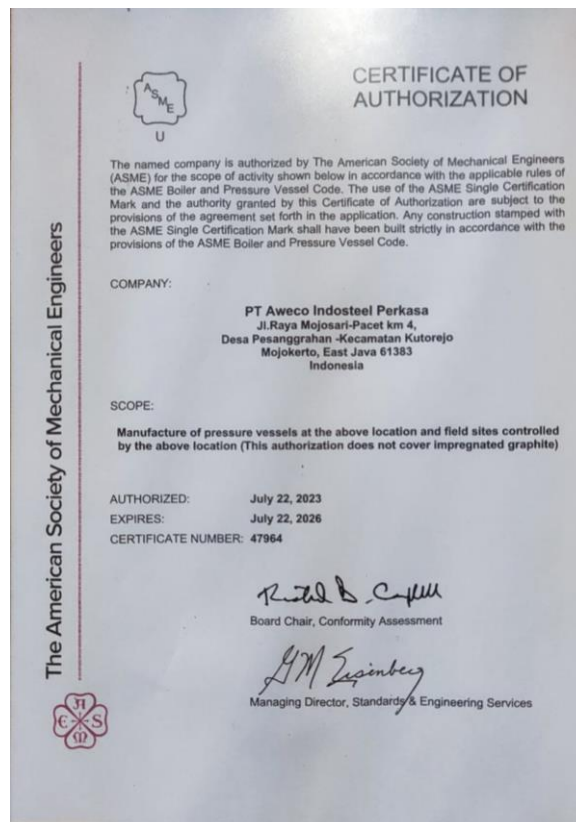 CERTIFICATE OF
AUTHORIZATION
ASME
U
The named company is authorized by The American Society of Mechanical Engineers
(ASME) for the scope of activity shown below in accordance with the applicable rules of
the ASME Boiler and Pressure Vessel Code. The use of the ASME Single Certification
Mark and the authority granted by this Certificate of Authorization are subject to the
provisions of the agreement set forth in the application. Any construction stamped with
the ASME Single Certification Mark shall have been built strictly in accordance with the
provisions of the ASME Boiler and Pressure Vessel Code.
COMPANY:
PT Aweco Indosteel Perkasa
Jl.Raya Mojosari-Pacet km 4,
Desa Pesanggrahan -Kecamatan Kutorejo
Mojokerto, East Java 61383
Indonesia
SCOPE:
Manufacture of pressure vessels at the above location and field sites controlled
by the above location (This authorization does not cover impregnated graphite)
AUTHORIZED: July 22, 2023
EXPIRES: July 22, 2026
CERTIFICATE NUMBER: 47964
Board Chair, Conformity Assessment
Managing Director, Standards & Engineering Services
The American Society of Mechanical Engineers
ASME